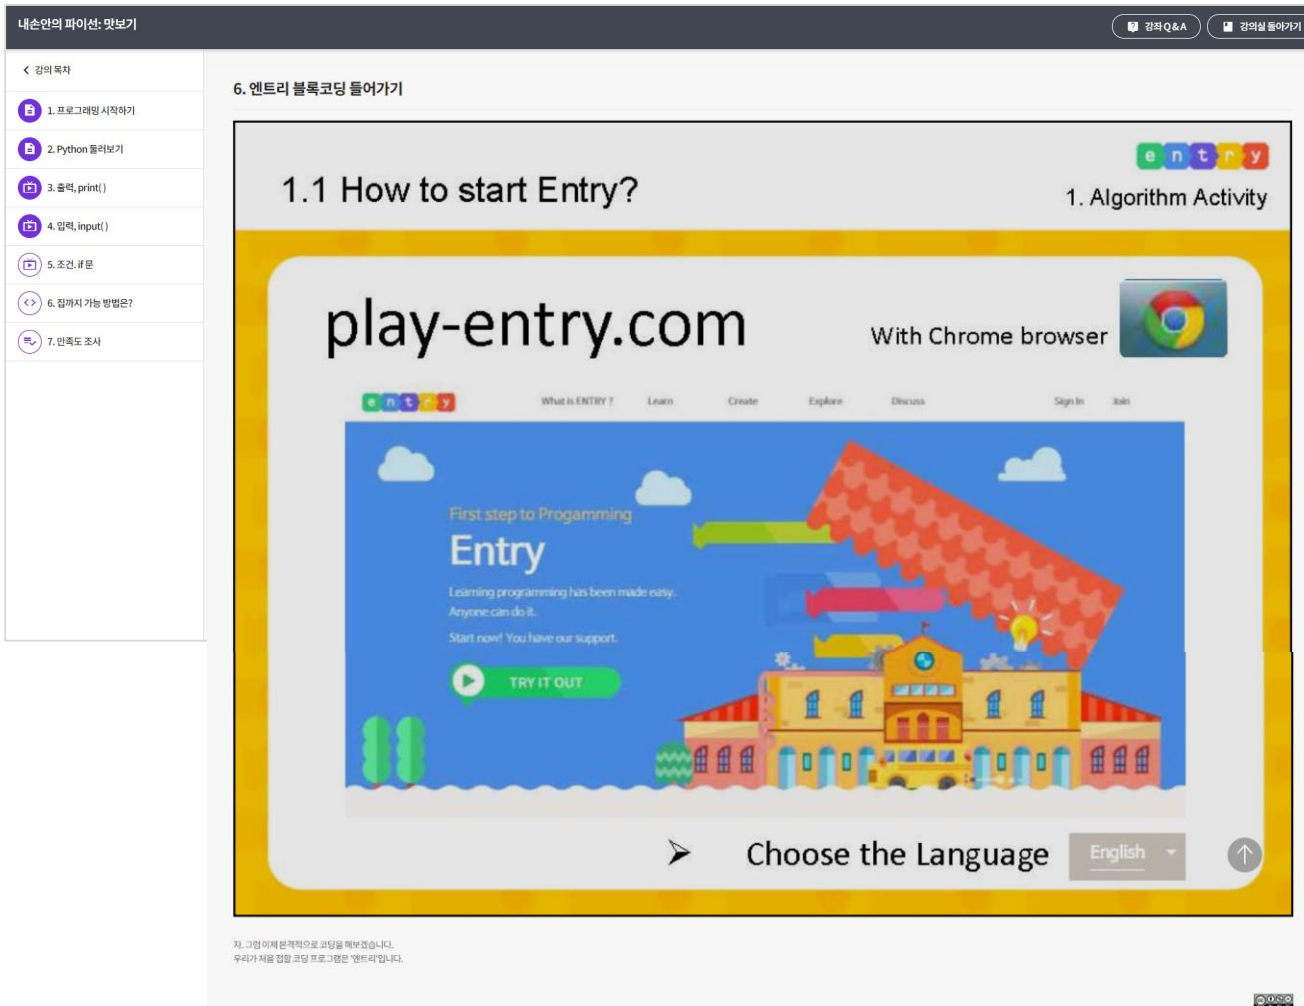 내손안의 파이선: 맛보기
강좌 Q&A
강의실 돌아가기
강의 목차
1. 프로그래밍 시작하기
2. Python 둘러보기
3. 출력, print( )
4. 입력, input( )
5. 조건. if 문
6. 집까지 가능 방법은?
7. 만족도 조사
6. 엔트리 블록코딩 들어가기
entry
1.1 How to start Entry?
1. Algorithm Activity
play-entry.com
With Chrome browser
entry
What is ENTRY ?
Learn
Create
Explore
Discuss
Sign In
Join
First step to Progamming
Entry
Learning programming has been made easy.
Anyone can do it.
Start now! You have our support.
TRY IT OUT
Choose the Language
English
자. 그럼 이제 본격적으로 코딩을 해보겠습니다.
우리가 처음 접할 코딩 프로그램은 '엔트리'입니다.